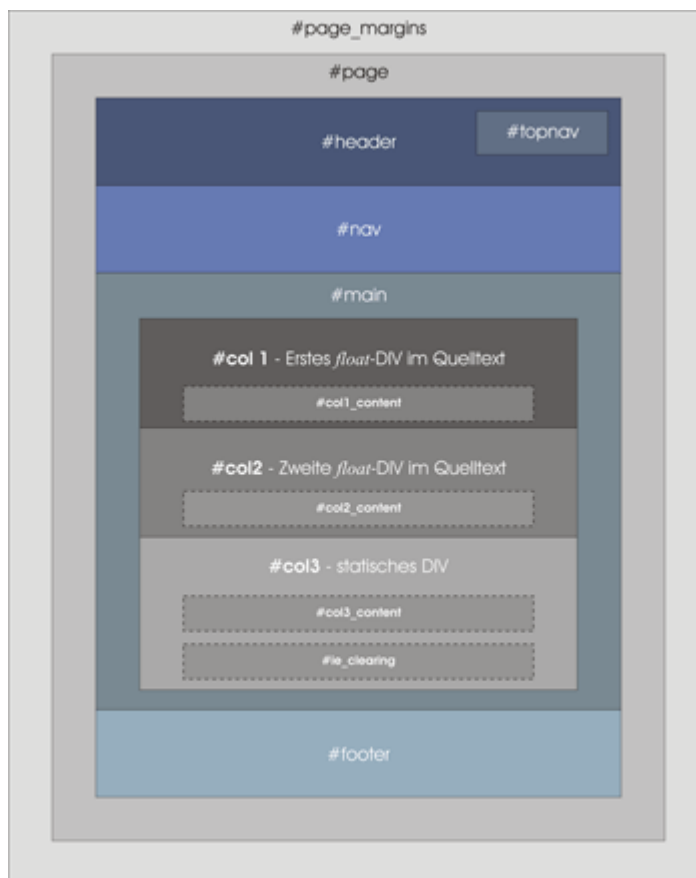 #page_margins
#page
#topnav
#header
#nav
#main
#col 1 - Erstes float-DIV im Quelltext
#col1_content
#col2 - Zweite float-DIV im Quelltext
#col2_content
#col3 - statisches DIV
#col3_content
#ie_clearing
#footer